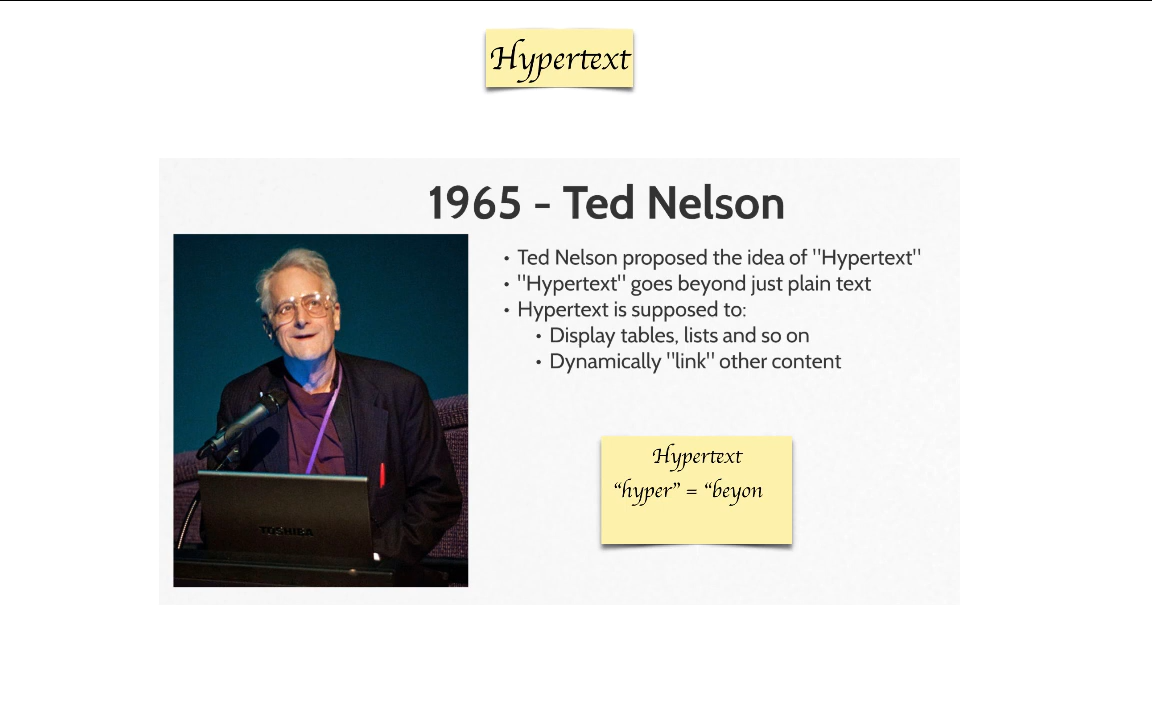 Hypertext
1965 - Ted Nelson
• Ted Nelson proposed the idea of "Hypertext"
• "Hypertext" goes beyond just plain text
• Hypertext is supposed to:
• Display tables, lists and so on
• Dynamically "link" other content
Hypertext
“hyper” = “beyon
TOSHIBA